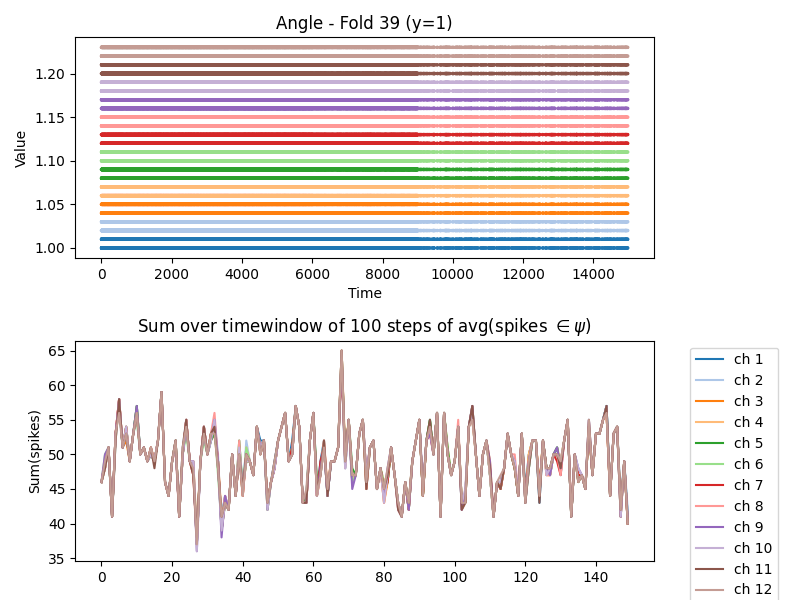 Angle - Fold 39 (y=1)
1.20
1.15
1.10
1.05
1.00
Value
0 2000 4000 6000 8000 10000 12000 14000
Time
Sum over timewindow of 100 steps of avg(spikes ∈ψ)
65
60
55
50
45
40
35
Sum(spikes)
0 20 40 60 80 100 120 140
ch 1
ch 2
ch 3
ch 4
ch 5
ch 6
ch 7
ch 8
ch 9
ch 10
ch 11
ch 12